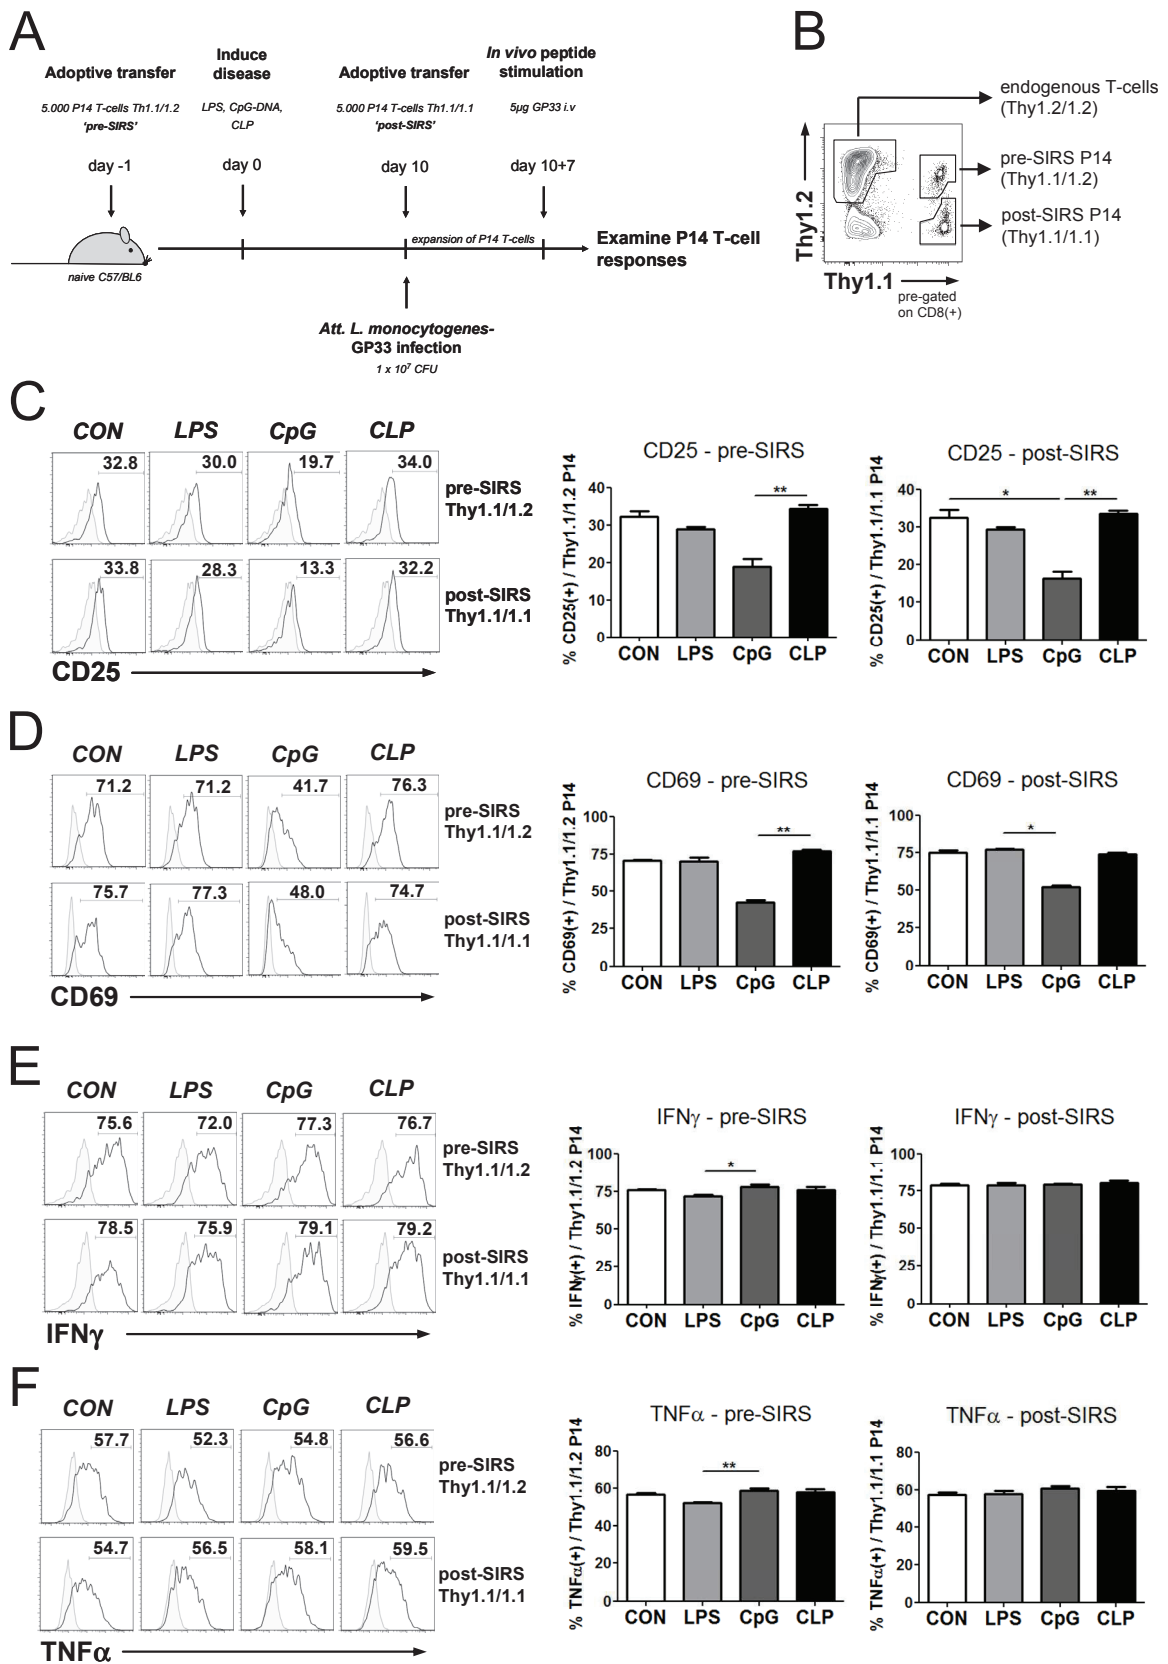 A
Adoptive transfer
5.000 P14 T-cells Th1.1/1.2
'pre-SIRS'
day -1
Induce
disease
LPS, CpG-DNA,
CLP
day 0
Adoptive transfer
5.000 P14 T-cells Th1.1/1.1
'post-SIRS'
day 10
In vivo peptide
stimulation
5µg GP33 i.v
day 10+7
naive C57/BL6
expansion of P14 T-cells
Examine P14 T-cell
responses
Att. L. monocytogenes-
GP33 infection
1 x 10⁷ CFU
B
endogenous T-cells
(Thy1.2/1.2)
pre-SIRS P14
(Thy1.1/1.2)
post-SIRS P14
(Thy1.1/1.1)
Thy1.2
Thy1.1
pre-gated
on CD8(+)
C
CON LPS CpG CLP
32.8 30.0 19.7 34.0
pre-SIRS
Thy1.1/1.2
33.8 28.3 13.3 32.2
post-SIRS
Thy1.1/1.1
CD25
CD25 - pre-SIRS
% CD25(+) / Thy1.1/1.2 P14
40
30
20
10
0
**
CON LPS CpG CLP
CD25 - post-SIRS
% CD25(+) / Thy1.1/1.1 P14
40
30
20
10
0
* **
CON LPS CpG CLP
D
CON LPS CpG CLP
71.2 71.2 41.7 76.3
pre-SIRS
Thy1.1/1.2
75.7 77.3 48.0 74.7
post-SIRS
Thy1.1/1.1
CD69
CD69 - pre-SIRS
% CD69(+) / Thy1.1/1.2 P14
100
75
50
25
0
**
CON LPS CpG CLP
CD69 - post-SIRS
% CD69(+) / Thy1.1/1.1 P14
100
75
50
25
0
*
CON LPS CpG CLP
E
CON LPS CpG CLP
75.6 72.0 77.3 76.7
pre-SIRS
Thy1.1/1.2
78.5 75.9 79.1 79.2
post-SIRS
Thy1.1/1.1
IFNγ
IFNγ - pre-SIRS
% IFNγ(+) / Thy1.1/1.2 P14
100
75
50
25
0
*
CON LPS CpG CLP
IFNγ - post-SIRS
% IFNγ(+) / Thy1.1/1.1 P14
100
75
50
25
0
CON LPS CpG CLP
F
CON LPS CpG CLP
57.7 52.3 54.8 56.6
pre-SIRS
Thy1.1/1.2
54.7 56.5 58.1 59.5
post-SIRS
Thy1.1/1.1
TNFα
TNFα - pre-SIRS
% TNFα(+) / Thy1.1/1.2 P14
80
60
40
20
0
**
CON LPS CpG CLP
TNFα - post-SIRS
% TNFα(+) / Thy1.1/1.1 P14
80
60
40
20
0
CON LPS CpG CLP